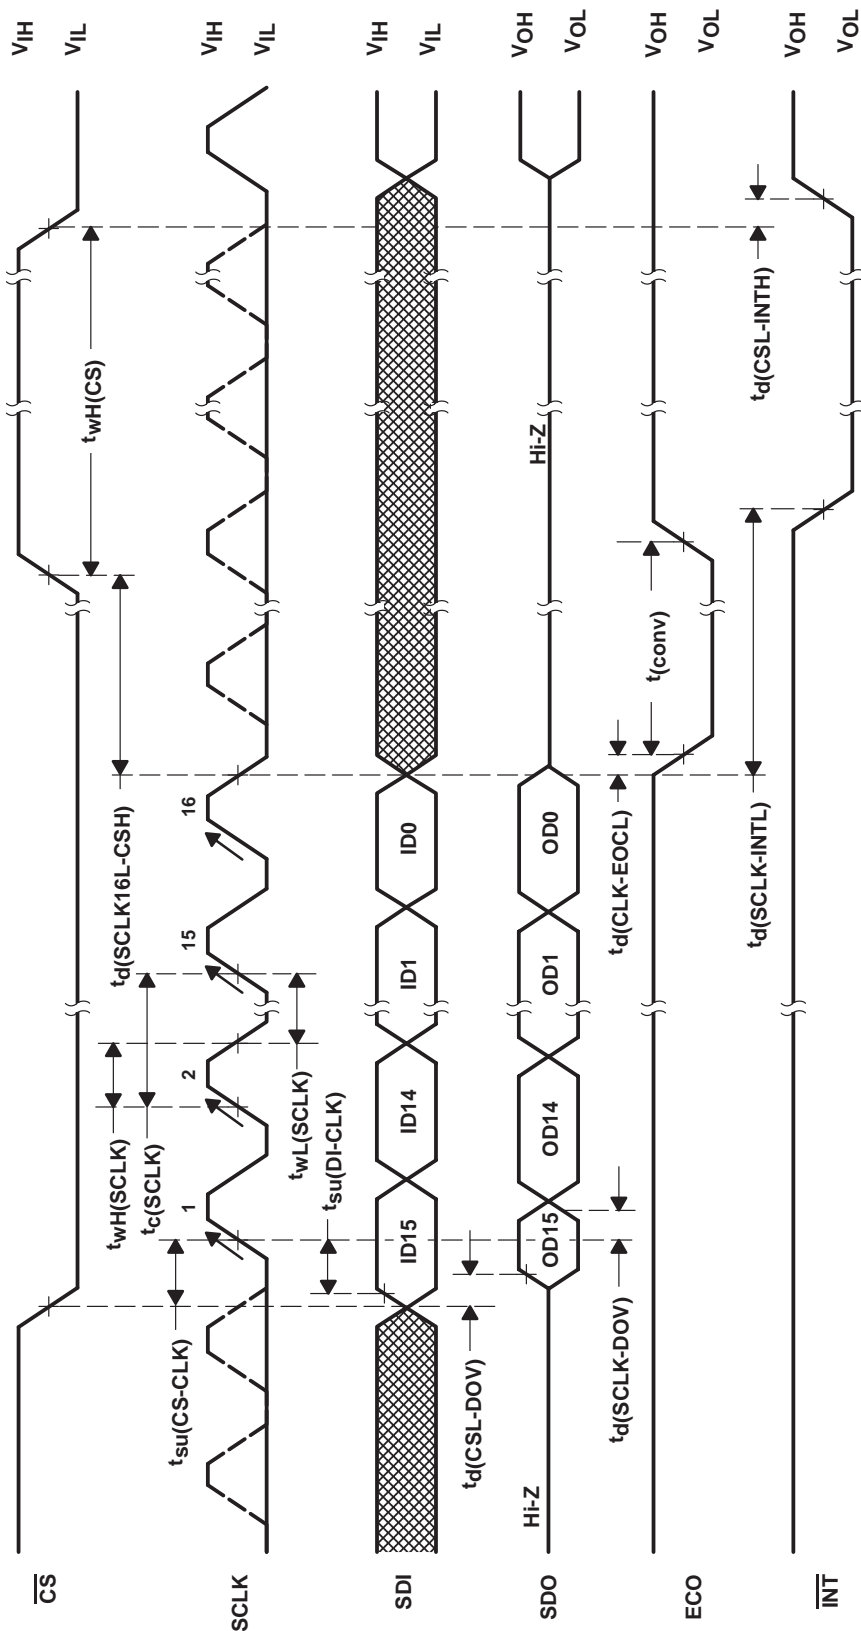 CS
VIH
VIL
twH(CS)
td(SCLK16L-CSH)
twH(SCLK)
tc(SCLK)
tsu(CS-CLK)
SCLK
1
2
15
16
VIH
VIL
twL(SCLK)
tsu(DI-CLK)
SDI
ID15
ID14
ID1
ID0
VIH
VIL
td(CSL-DOV)
SDO
Hi-Z
OD15
OD14
OD1
OD0
Hi-Z
VOH
VOL
td(SCLK-DOV)
td(CLK-EOCL)
t(conv)
ECO
VOH
VOL
td(SCLK-INTL)
td(CSL-INTH)
INT
VOH
VOL